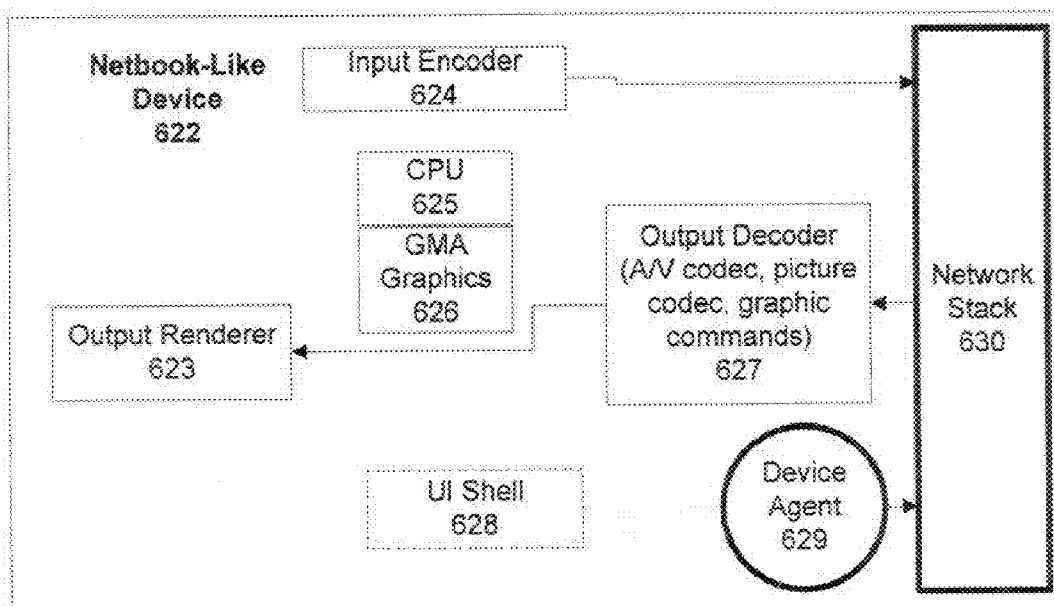 Netbook-Like
Device
622
Input Encoder
624
CPU
625
GMA
Graphics
626
Output Decoder
(A/V codec, picture
codec, graphic
commands)
627
Network
Stack
630
Output Renderer
623
UI Shell
628
Device
Agent
629